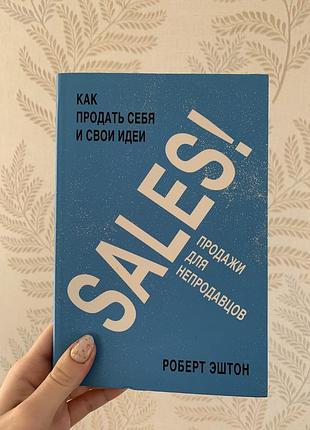 КАК
ПРОДАТЬ СЕБЯ
И СВОИ ИДЕИ
SALES!
ПРОДАЖИ
ДЛЯ
НЕПРОДАВЦОВ
РОБЕРТ ЭШТОН